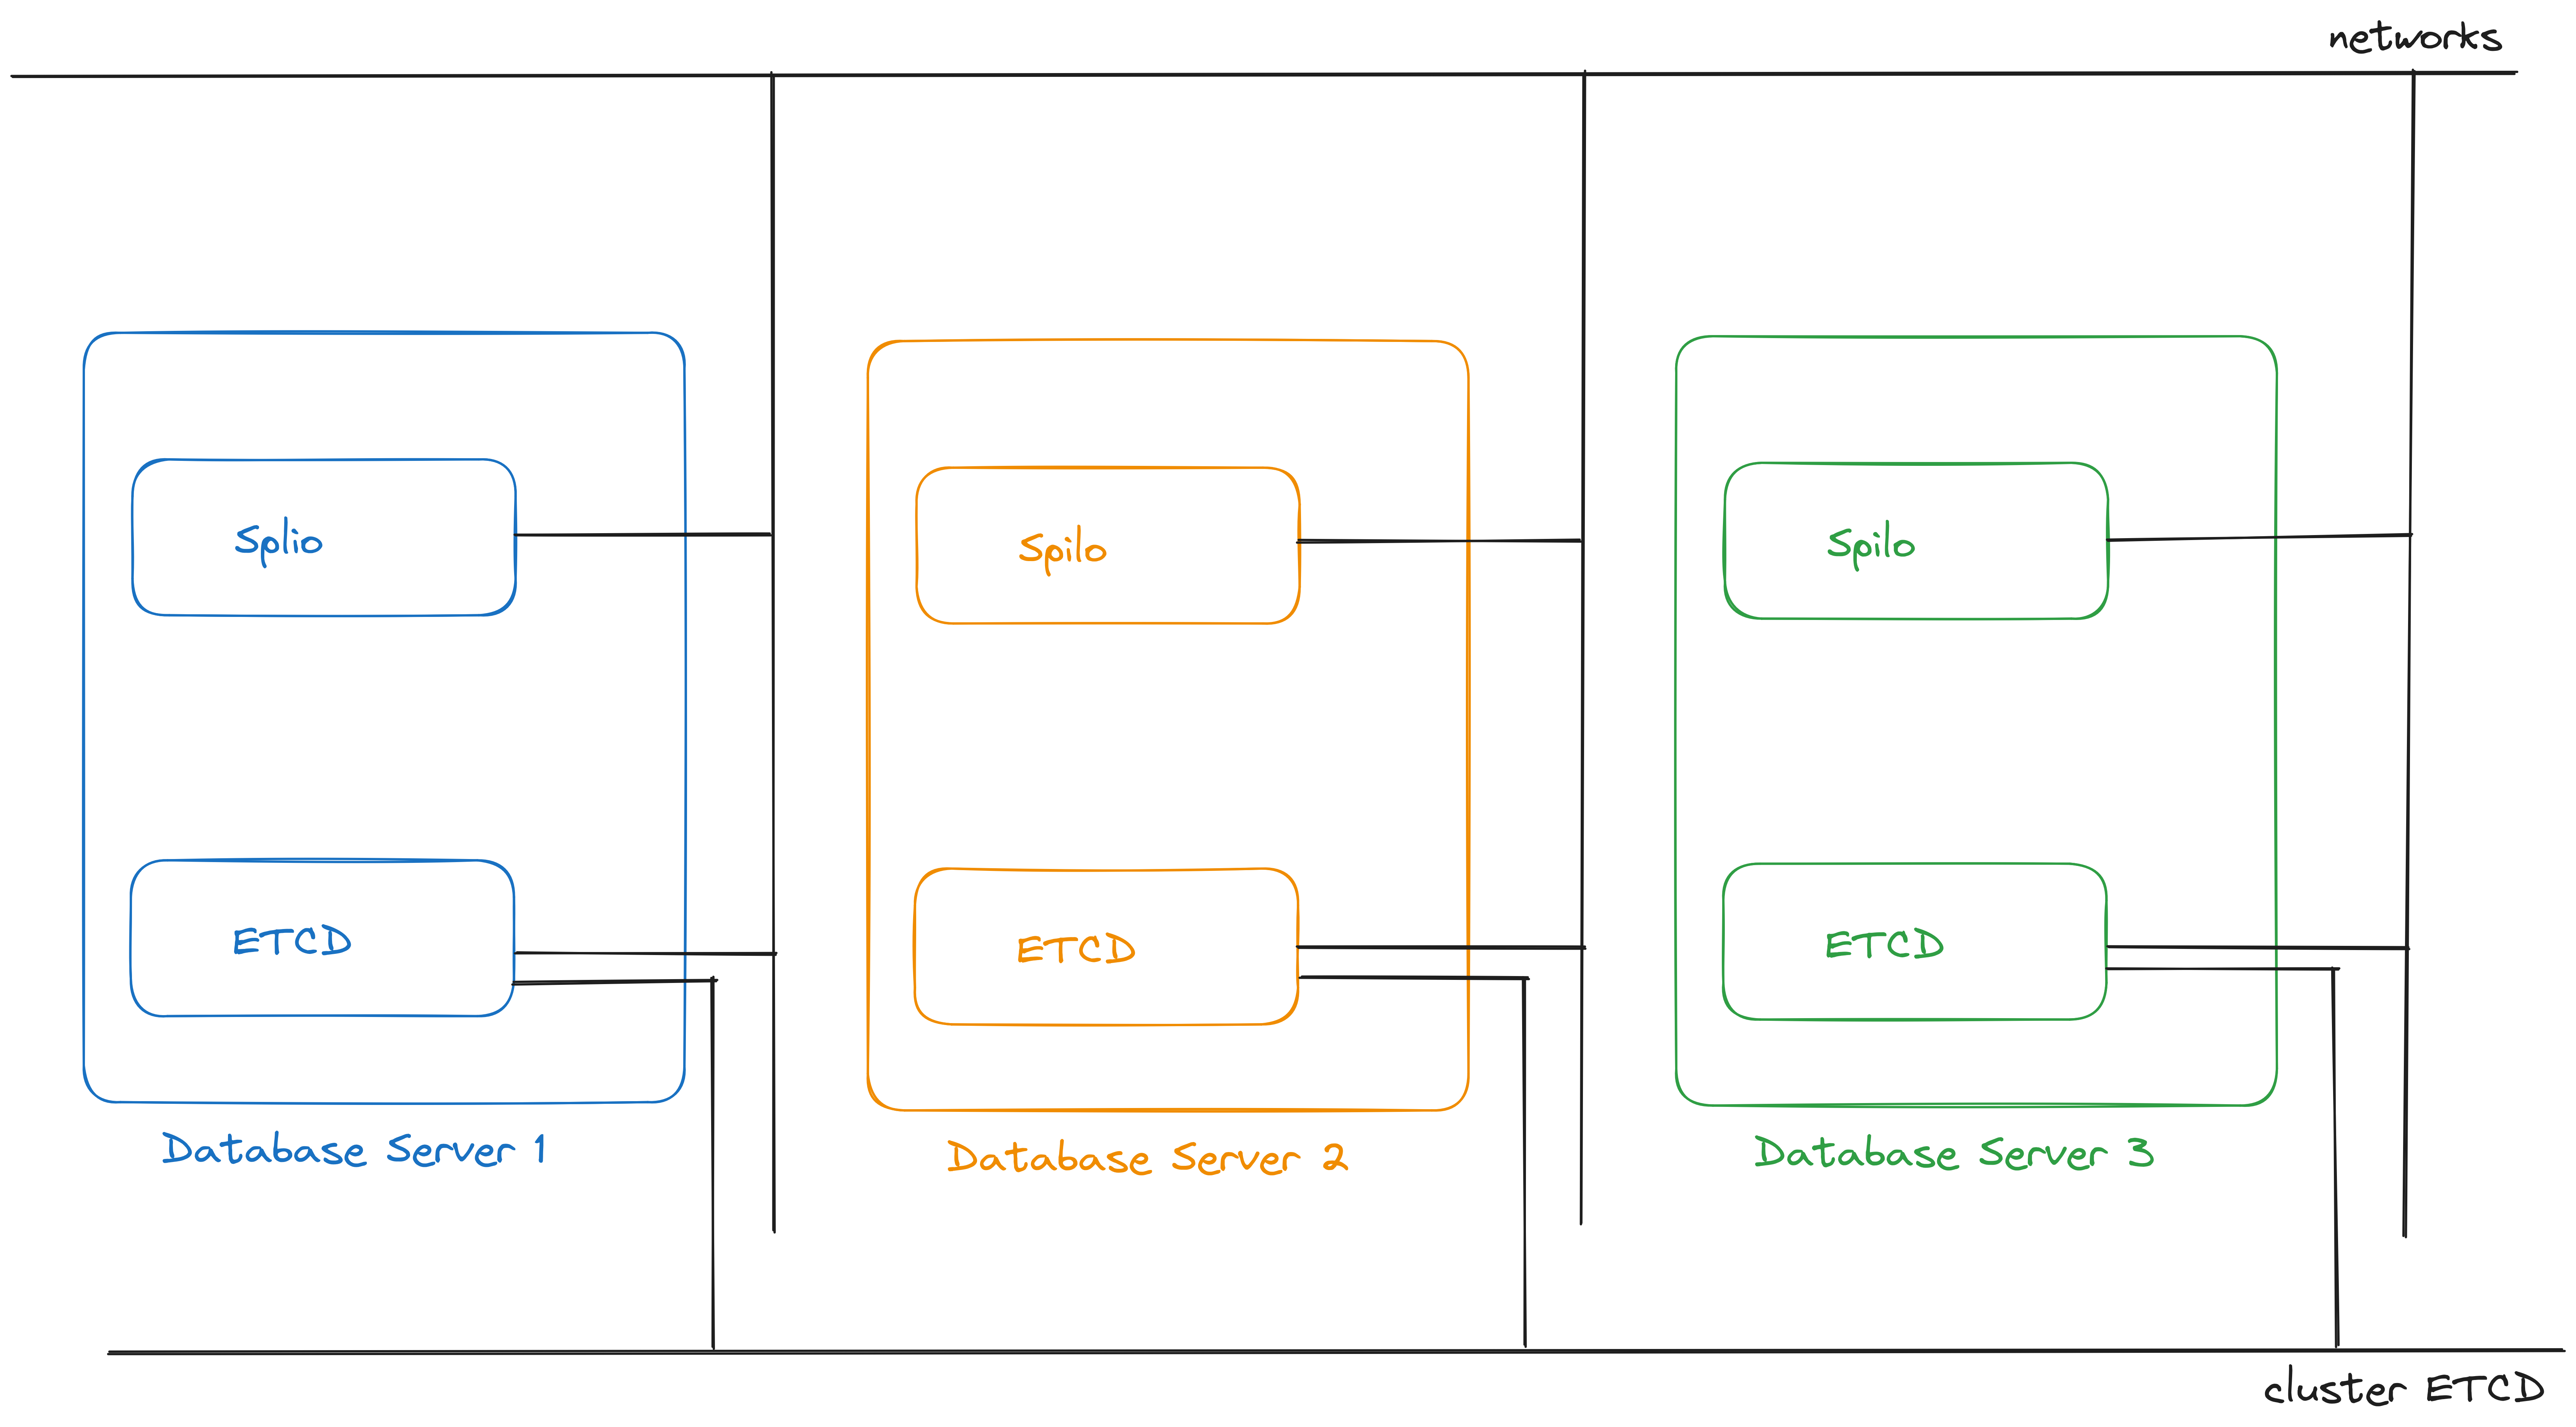 networks
Splio
Spilo
Spilo
ETCD
ETCD
ETCD
Database Server 1
Database Server 2
Database Server 3
cluster ETCD